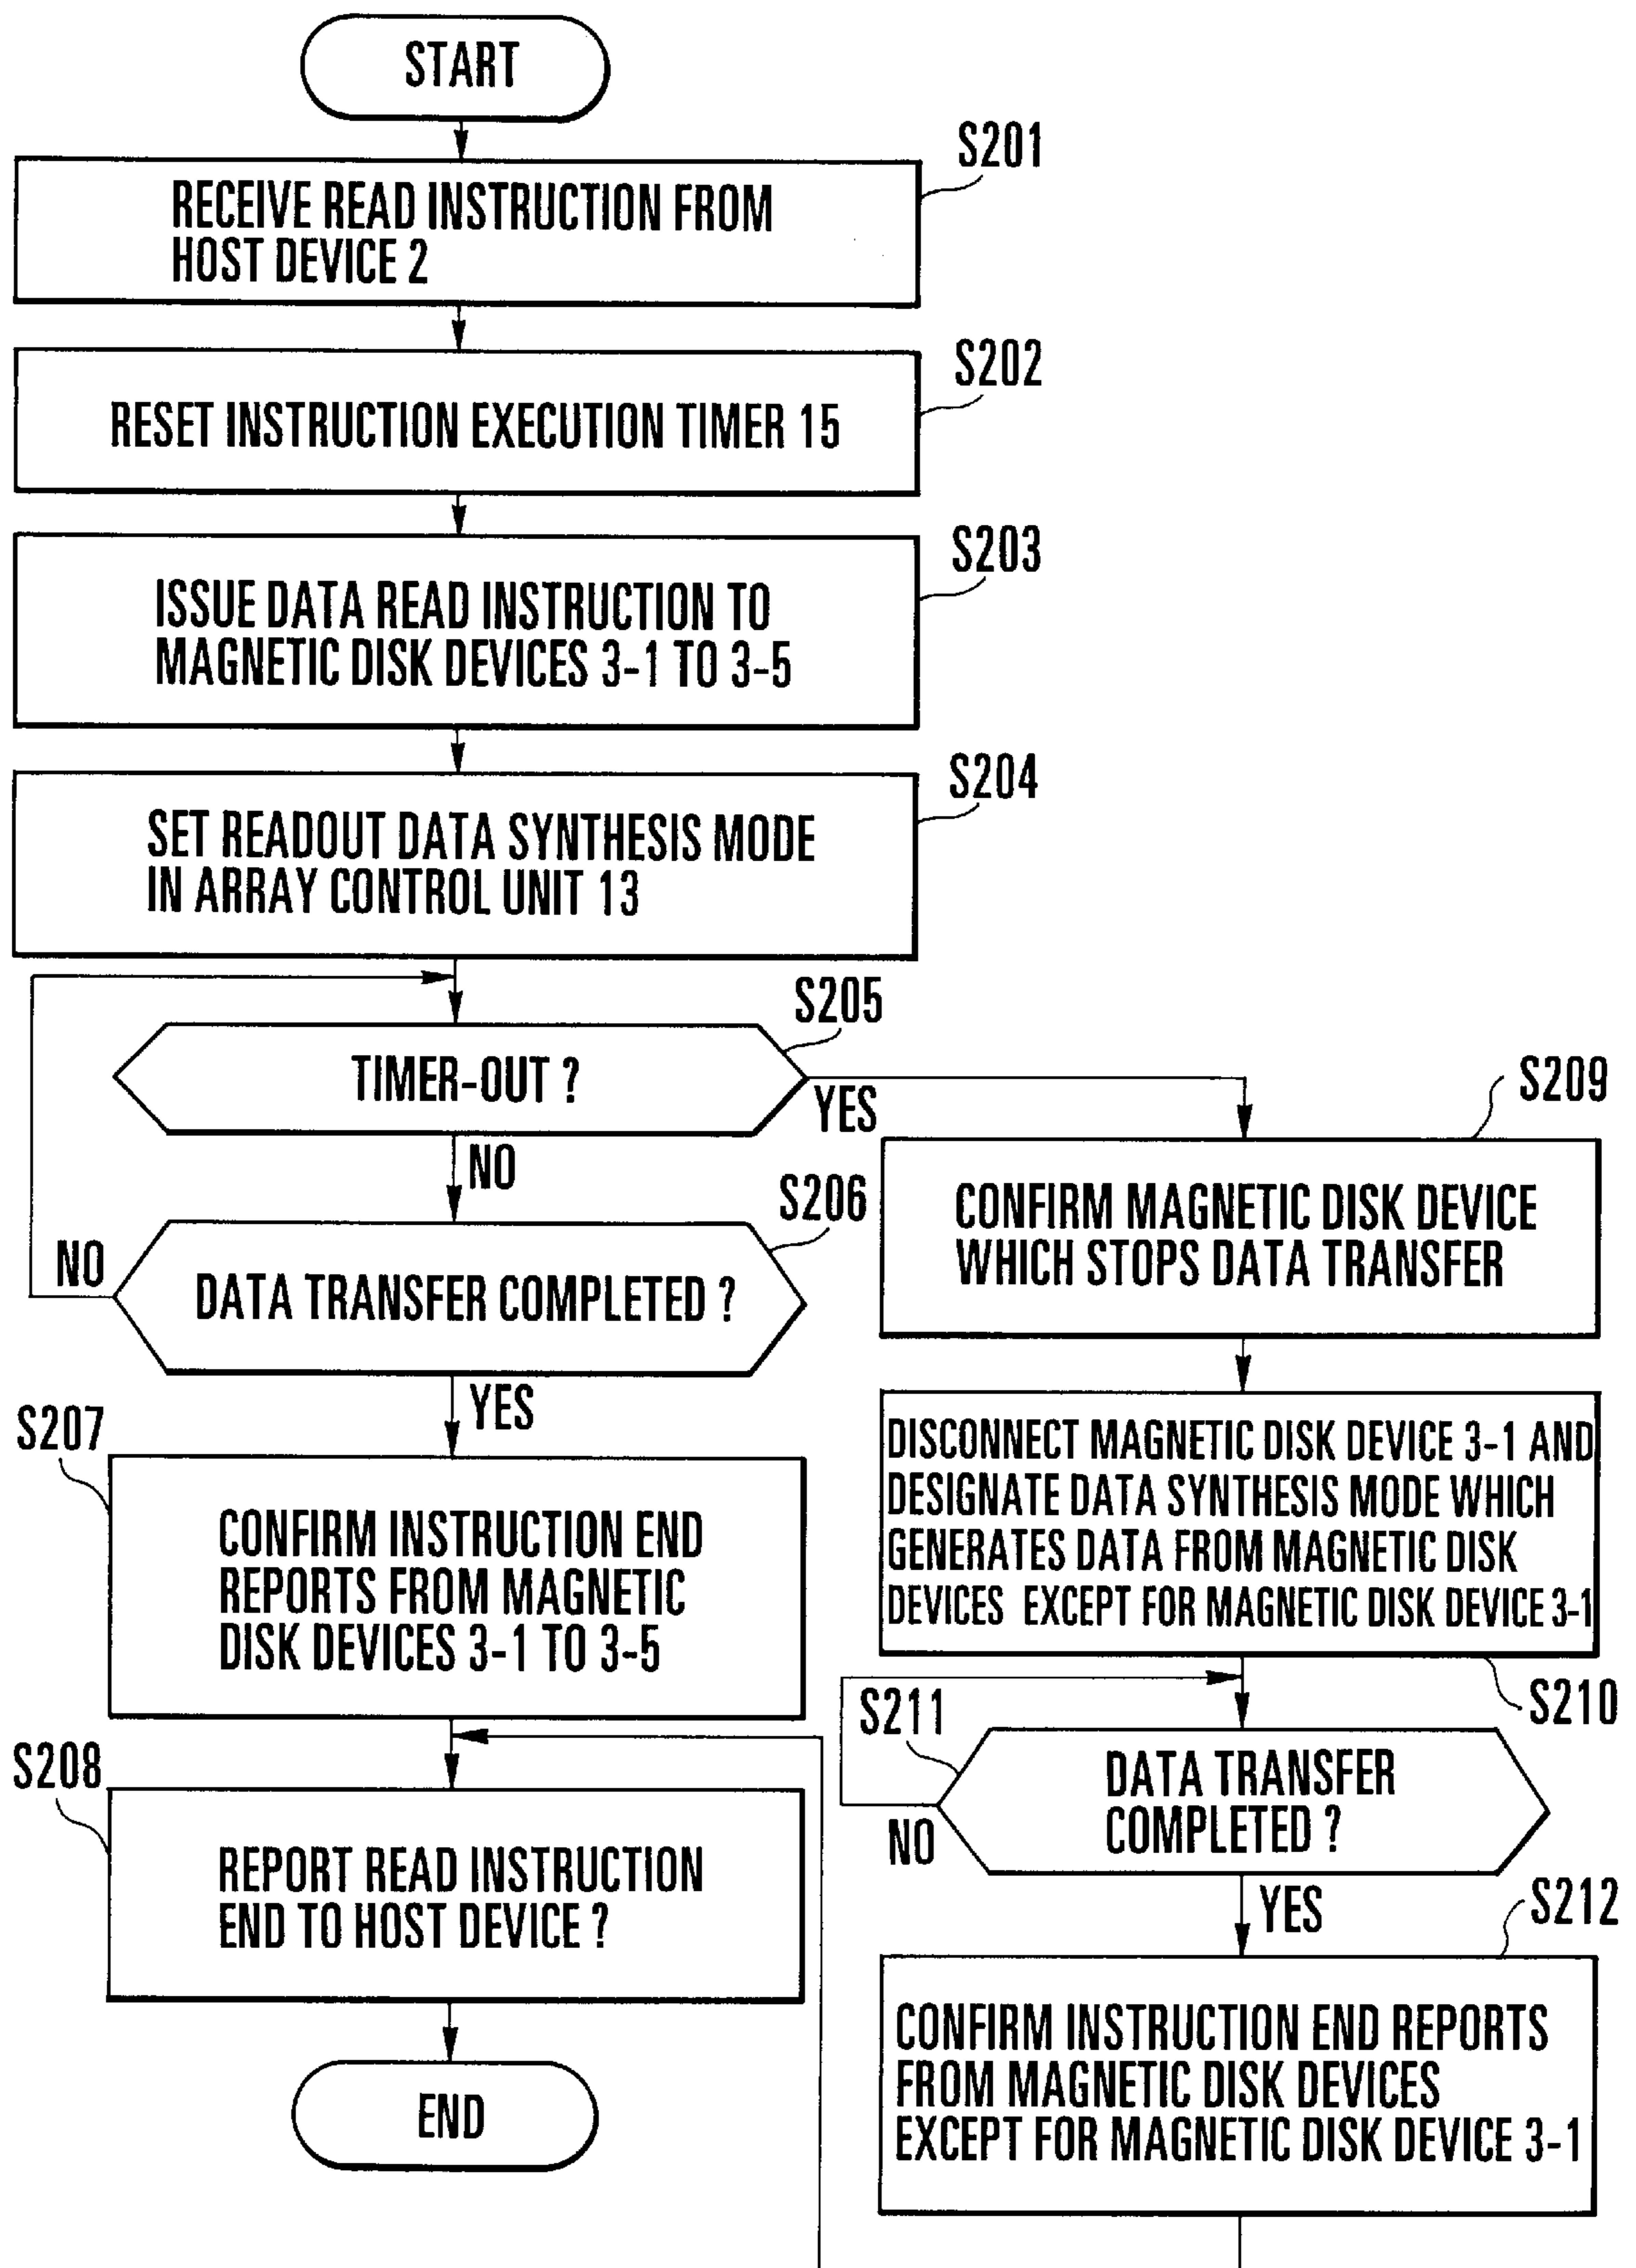 START
S201
RECEIVE READ INSTRUCTION FROM
HOST DEVICE 2
S202
RESET INSTRUCTION EXECUTION TIMER 15
S203
ISSUE DATA READ INSTRUCTION TO
MAGNETIC DISK DEVICES 3-1 TO 3-5
S204
SET READOUT DATA SYNTHESIS MODE
IN ARRAY CONTROL UNIT 13
S205
TIMER-OUT ?
YES
NO
S206
DATA TRANSFER COMPLETED ?
NO
YES
S207
CONFIRM INSTRUCTION END
REPORTS FROM MAGNETIC
DISK DEVICES 3-1 TO 3-5
S208
REPORT READ INSTRUCTION
END TO HOST DEVICE ?
END
S209
CONFIRM MAGNETIC DISK DEVICE
WHICH STOPS DATA TRANSFER
DISCONNECT MAGNETIC DISK DEVICE 3-1 AND
DESIGNATE DATA SYNTHESIS MODE WHICH
GENERATES DATA FROM MAGNETIC DISK
DEVICES EXCEPT FOR MAGNETIC DISK DEVICE 3-1
S210
S211
DATA TRANSFER
COMPLETED ?
NO
YES
S212
CONFIRM INSTRUCTION END REPORTS
FROM MAGNETIC DISK DEVICES
EXCEPT FOR MAGNETIC DISK DEVICE 3-1